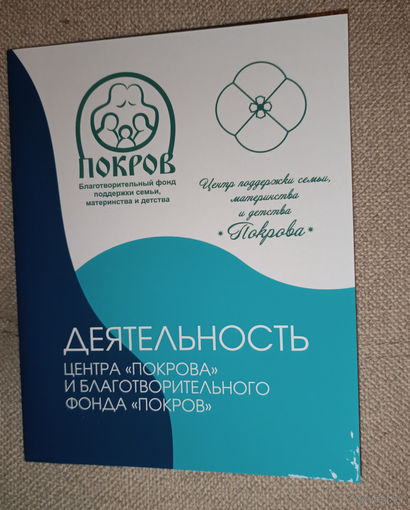 ПОКРОВ
Благотворительный фонд
поддержки семьи,
материнства и детства
Центр поддержки семьи,
материнства
и детства
"Покрова"
ДЕЯТЕЛЬНОСТЬ
ЦЕНТРА «ПОКРОВА»
И БЛАГОТВОРИТЕЛЬНОГО
ФОНДА «ПОКРОВ»